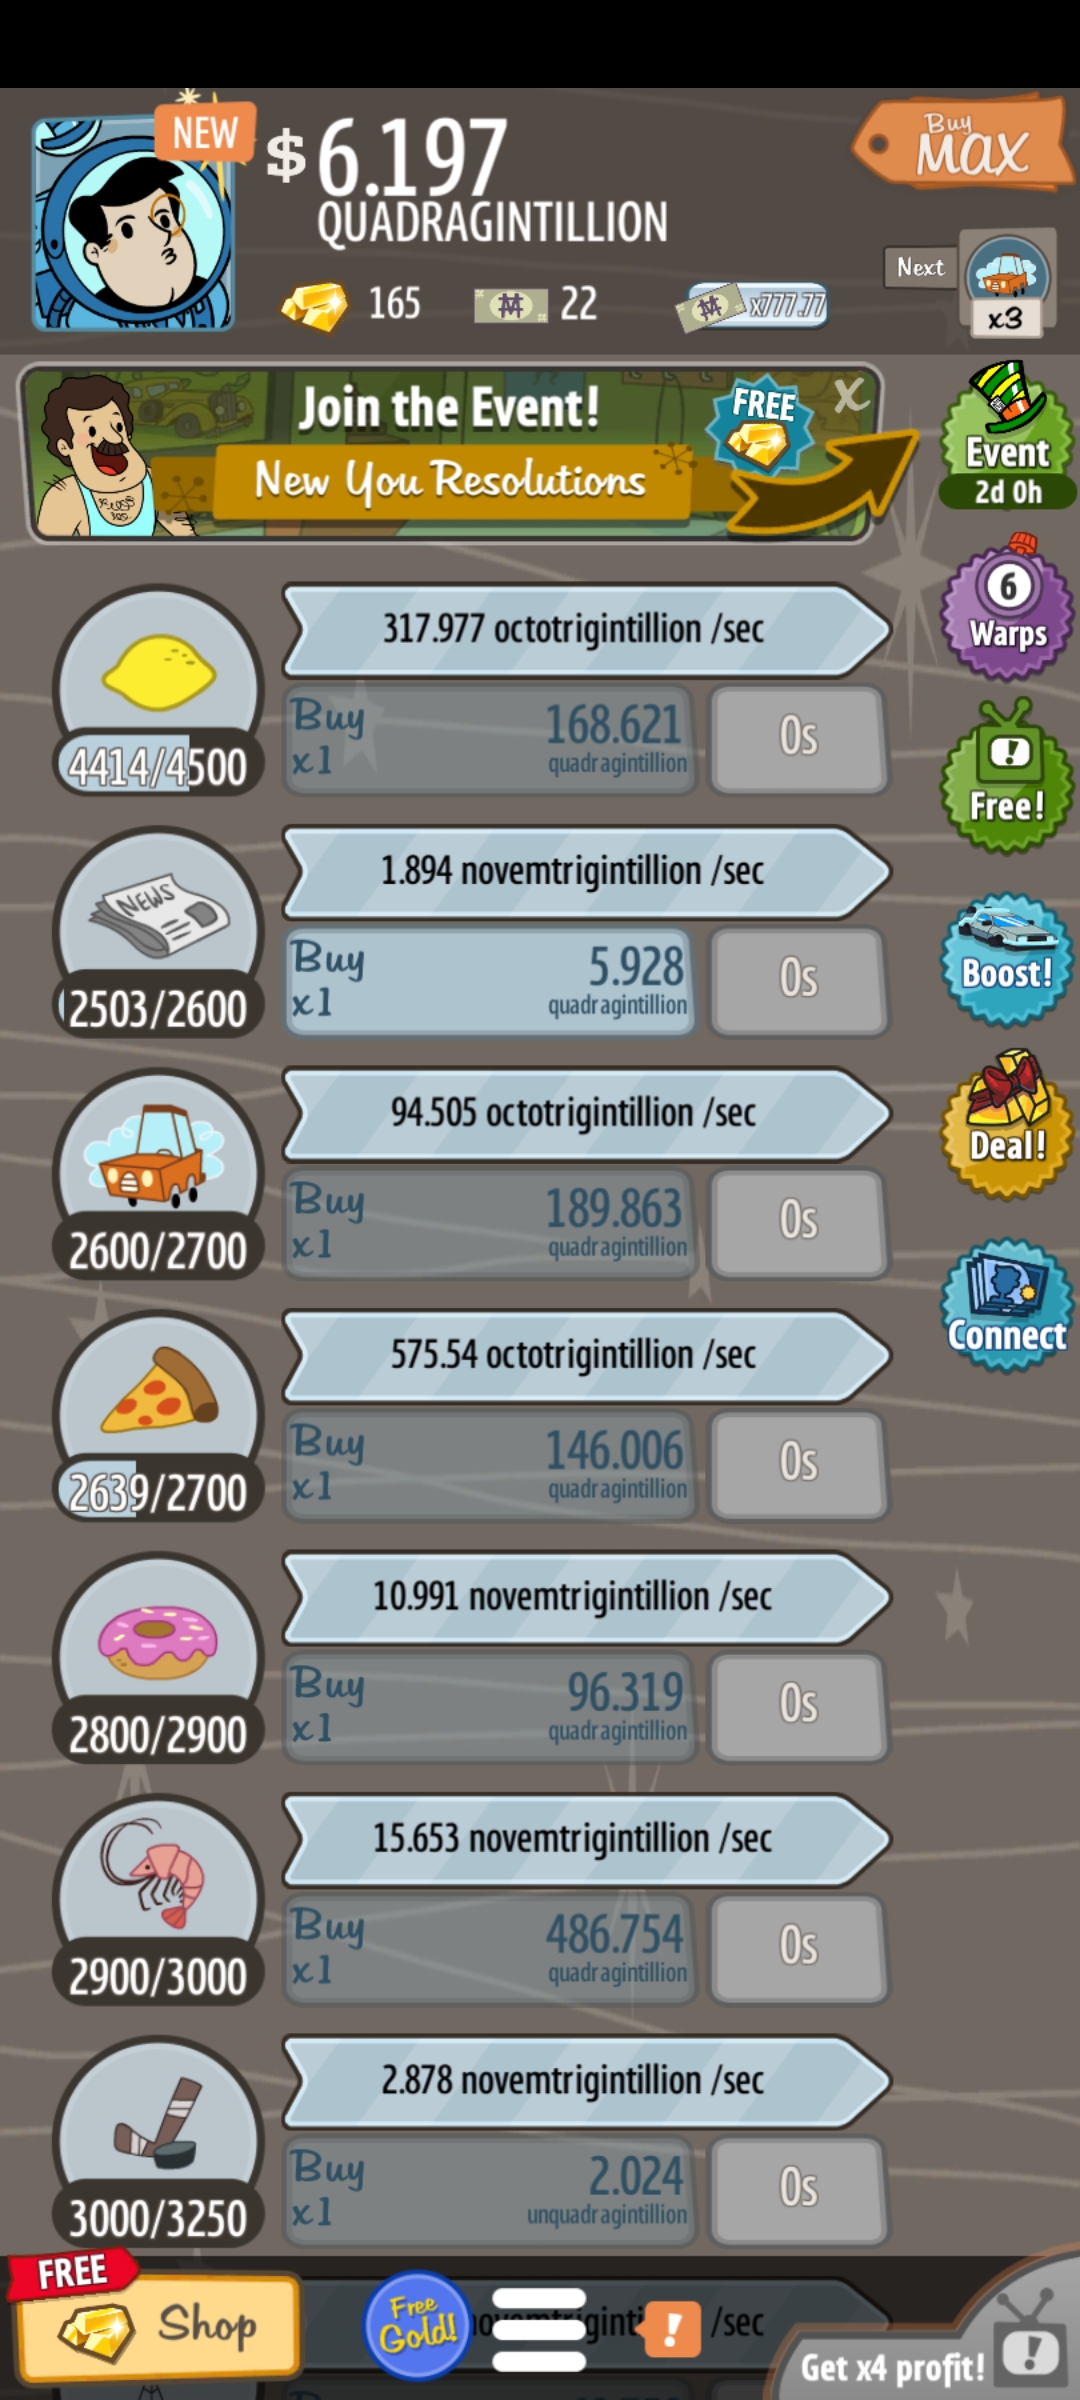 NEW
$ 6.197
QUADRAGINTILLION
Buy
MAX
165
22
x777.77
Next
x3
Join the Event!
New You Resolutions
FREE
X
Event
2d 0h
6
Warps
Free!
Boost!
Deal!
Connect
317.977 octotrigintillion /sec
Buy
x1
168.621
quadragintillion
0s
4414/4500
NEWS
1.894 novemtrigintillion /sec
Buy
x1
5.928
quadragintillion
0s
2503/2600
94.505 octotrigintillion /sec
Buy
x1
189.863
quadragintillion
0s
2600/2700
575.54 octotrigintillion /sec
Buy
x1
146.006
quadragintillion
0s
2639/2700
10.991 novemtrigintillion /sec
Buy
x1
96.319
quadragintillion
0s
2800/2900
15.653 novemtrigintillion /sec
Buy
x1
486.754
quadragintillion
0s
2900/3000
2.878 novemtrigintillion /sec
Buy
x1
2.024
unquadragintillion
0s
3000/3250
FREE
Shop
Free
Gold!
!
/sec
Get x4 profit!
!